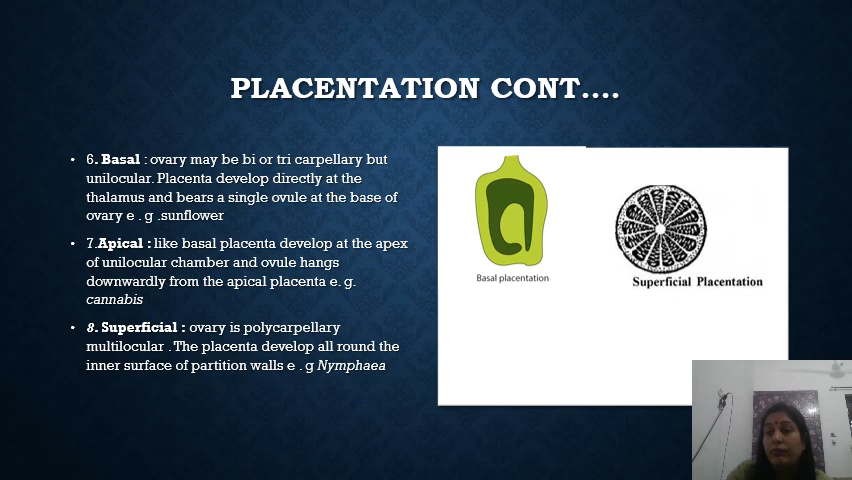 PLACENTATION CONT....
• 6. Basal : ovary may be bi or tri carpellary but
unilocular. Placenta develop directly at the
thalamus and bears a single ovule at the base of
ovary e . g .sunflower
• 7.Apical : like basal placenta develop at the apex
of unilocular chamber and ovule hangs
downwardly from the apical placenta e. g.
cannabis
• 8. Superficial : ovary is polycarpellary
multilocular . The placenta develop all round the
inner surface of partition walls e . g Nymphaea
Basal placentation
Superficial Placentation